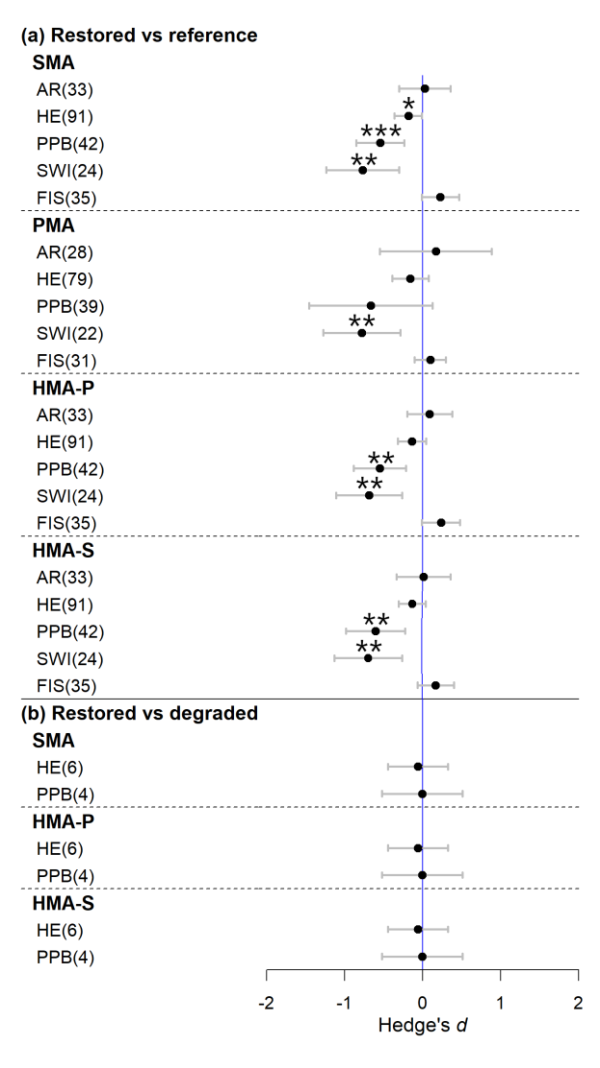 (a) Restored vs reference
SMA
AR(33)
HE(91) *
PPB(42) ***
SWI(24) **
FIS(35)
PMA
AR(28)
HE(79)
PPB(39)
SWI(22) **
FIS(31)
HMA-P
AR(33)
HE(91)
PPB(42) **
SWI(24) **
FIS(35)
HMA-S
AR(33)
HE(91)
PPB(42) **
SWI(24) **
FIS(35)
(b) Restored vs degraded
SMA
HE(6)
PPB(4)
HMA-P
HE(6)
PPB(4)
HMA-S
HE(6)
PPB(4)
-2 -1 0 1 2
Hedge's d